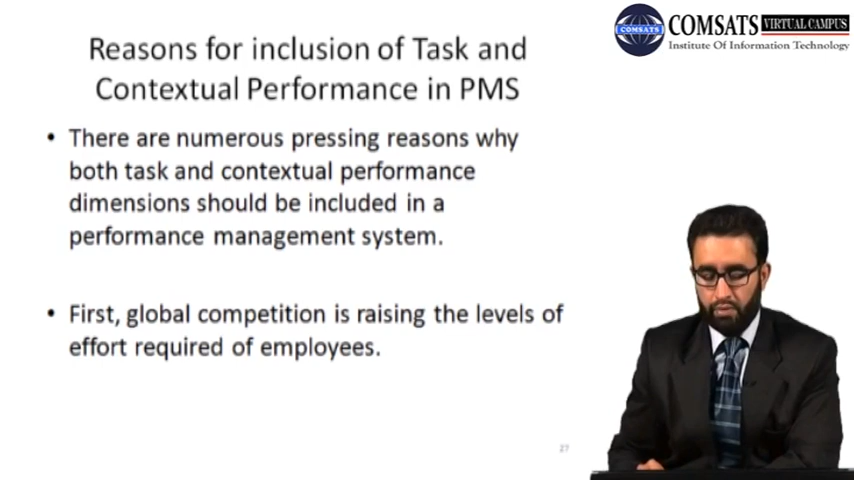 Reasons for inclusion of Task and
Contextual Performance in PMS
• There are numerous pressing reasons why
both task and contextual performance
dimensions should be included in a
performance management system.
• First, global competition is raising the levels of
effort required of employees.
27
COMSATS
COMSATS VIRTUAL CAMPUS
Institute Of Information Technology